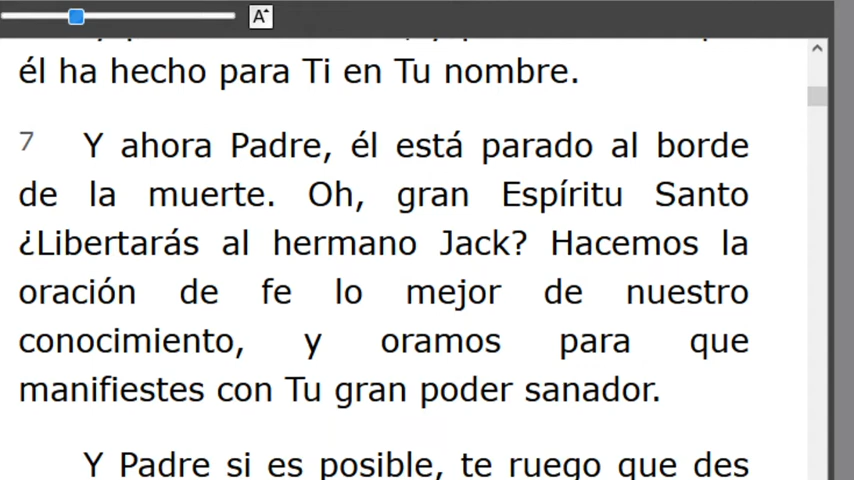 A
él ha hecho para Ti en Tu nombre.
7 Y ahora Padre, él está parado al borde
de la muerte. Oh, gran Espíritu Santo
¿Libertarás al hermano Jack? Hacemos la
oración de fe lo mejor de nuestro
conocimiento, y oramos para que
manifiestes con Tu gran poder sanador.
Y Padre si es posible, te ruego que des